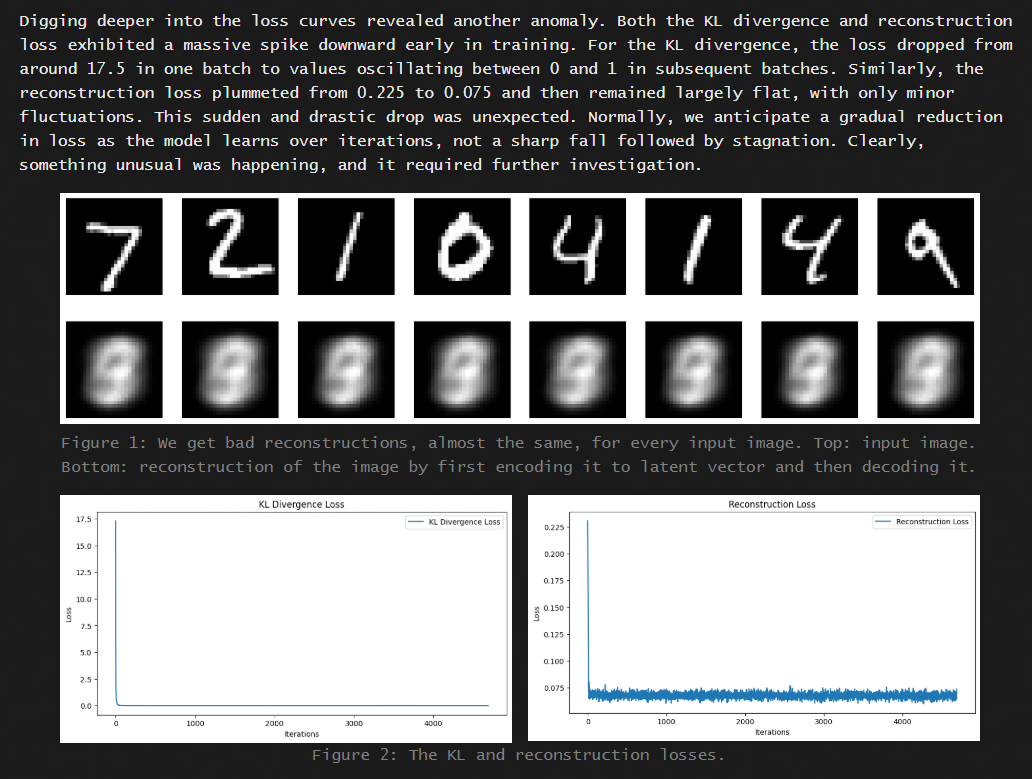 Digging deeper into the loss curves revealed another anomaly. Both the KL divergence and reconstruction
loss exhibited a massive spike downward early in training. For the KL divergence, the loss dropped from
around 17.5 in one batch to values oscillating between 0 and 1 in subsequent batches. Similarly, the
reconstruction loss plummeted from 0.225 to 0.075 and then remained largely flat, with only minor
fluctuations. This sudden and drastic drop was unexpected. Normally, we anticipate a gradual reduction
in loss as the model learns over iterations, not a sharp fall followed by stagnation. Clearly,
something unusual was happening, and it required further investigation.
7 2 1 0 4 1 4 9
Figure 1: We get bad reconstructions, almost the same, for every input image. Top: input image.
Bottom: reconstruction of the image by first encoding it to latent vector and then decoding it.
KL Divergence Loss
KL Divergence Loss
17.5
15.0
12.5
10.0
7.5
5.0
2.5
0.0
Loss
0 1000 2000 3000 4000
Iterations
Reconstruction Loss
Reconstruction Loss
0.225
0.200
0.175
0.150
0.125
0.100
0.075
Loss
0 1000 2000 3000 4000
Iterations
Figure 2: The KL and reconstruction losses.